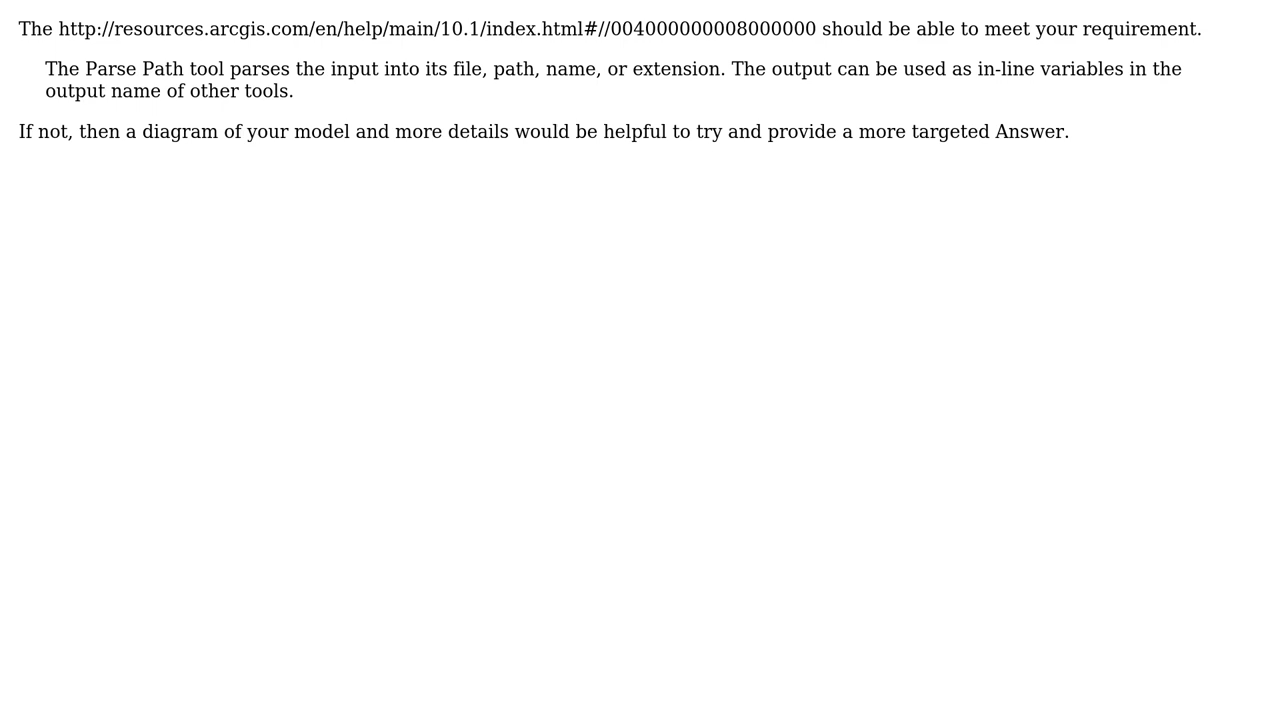 The http://resources.arcgis.com/en/help/main/10.1/index.html#//004000000008000000 should be able to meet your requirement.
The Parse Path tool parses the input into its file, path, name, or extension. The output can be used as in-line variables in the
output name of other tools.
If not, then a diagram of your model and more details would be helpful to try and provide a more targeted Answer.